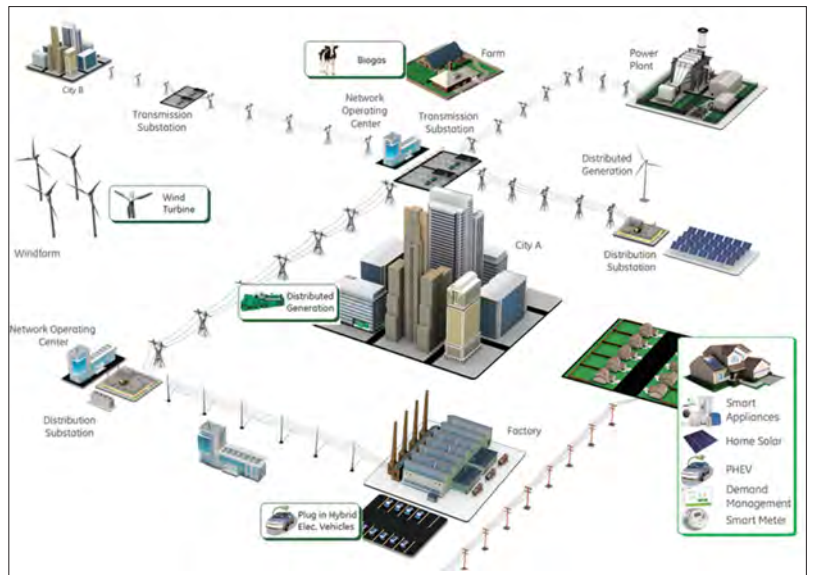 City B
Transmission
Substation
Biogas
Farm
Network
Operating
Center
Transmission
Substation
Power
Plant
Distributed
Generation
Wind
Turbine
Windfarm
City A
Distribution
Substation
Distributed
Generation
Network Operating
Center
Distribution
Substation
Factory
Plug in Hybrid
Elec. Vehicles
Smart
Appliances
Home Solar
PHEV
Demand
Management
Smart Meter